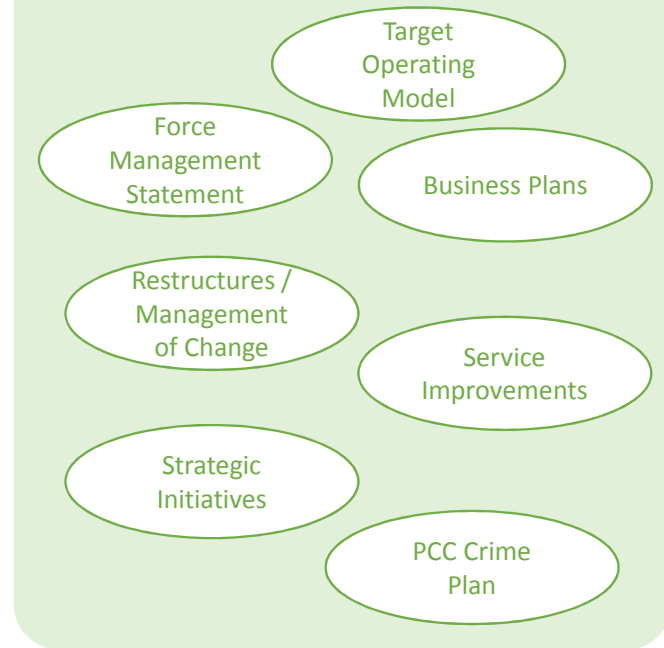 Target
Operating
Model
Force
Management
Statement
Business Plans
Restructures /
Management
of Change
Service
Improvements
Strategic
Initiatives
PCC Crime
Plan